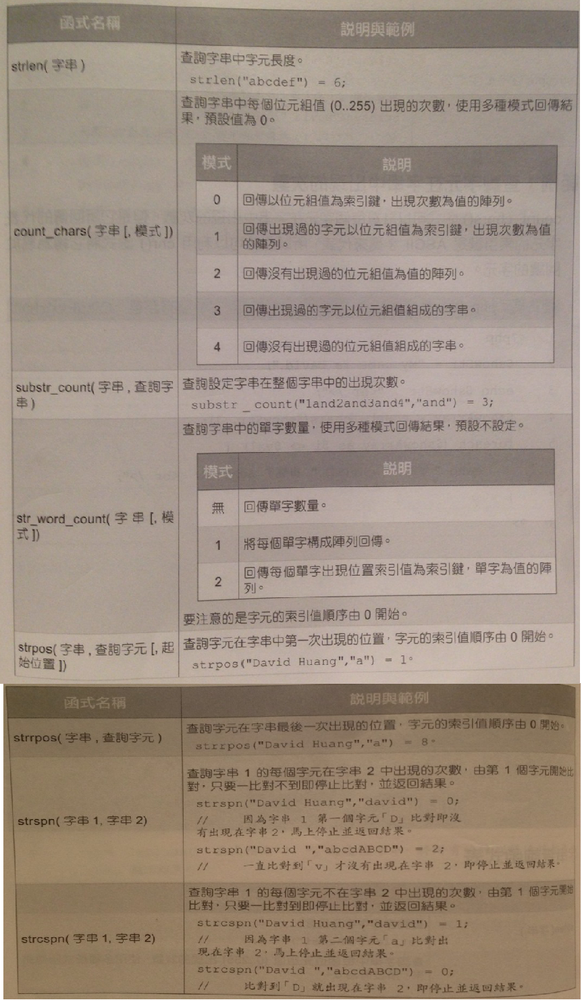 函式名稱 說明與範例
strlen( 字串 )
查詢字串中字元長度。
strlen("abcdef") = 6;
count_chars( 字串 [, 模式 ])
查詢字串中每個位元組值 (0..255) 出現的次數，使用多種模式回傳結
果，預設值為 0。
模式 說明
0 回傳以位元組值為索引鍵，出現次數為值的陣列。
1 回傳出現過的字元以位元組值為索引鍵，出現次數為值
的陣列。
2 回傳沒有出現過的位元組值為值的陣列。
3 回傳出現過的字元以位元組值組成的字串。
4 回傳沒有出現過的位元組值組成的字串。
substr_count( 字串 , 查詢字
串 )
查詢設定字串在整個字串中的出現次數。
substr _ count("1and2and3and4","and") = 3;
str_word_count( 字 串 [, 模
式 ])
查詢字串中的單字數量，使用多種模式回傳結果，預設不設定。
模式 說明
無 回傳單字數量。
1 將每個單字構成陣列回傳。
2 回傳每個單字出現位置索引值為索引鍵，單字為值的陣
列。
要注意的是字元的索引值順序由 0 開始。
strpos( 字串 , 查詢字元 [, 起
始位置 ])
查詢字元在字串中第一次出現的位置，字元的索引值順序由 0 開始。
strpos("David Huang","a") = 1。
函式名稱 說明與範例
strrpos( 字串 , 查詢字元 )
查詢字元在字串最後一次出現的位置，字元的索引值順序由 0 開始。
strrpos("David Huang","a") = 8。
strspn( 字串 1, 字串 2)
查詢字串 1 的每個字元在字串 2 中出現的次數，由第 1 個字元開始比
對，只要一比對不到即停止比對，並返回結果。
strspn("David Huang","david") = 0;
// 因為字串 1 第一個字元「D」比對即沒
有出現在字串 2，馬上停止並返回結果。
strspn("David ","abcdABCD") = 2;
// 一直比對到「v」才沒有出現在字串 2，即停止並返回結果。
strcspn( 字串 1, 字串 2)
查詢字串 1 的每個字元不在字串 2 中出現的次數，由第 1 個字元開始
比對，只要一比對到即停止比對，並返回結果。
strcspn("David Huang","david") = 1;
// 因為字串 1 第二個字元「a」比對出
現在字串 2，馬上停止並返回結果。
strcspn("David ","abcdABCD") = 0;
// 比對到「D」就出現在字串 2，即停止並返回結果。